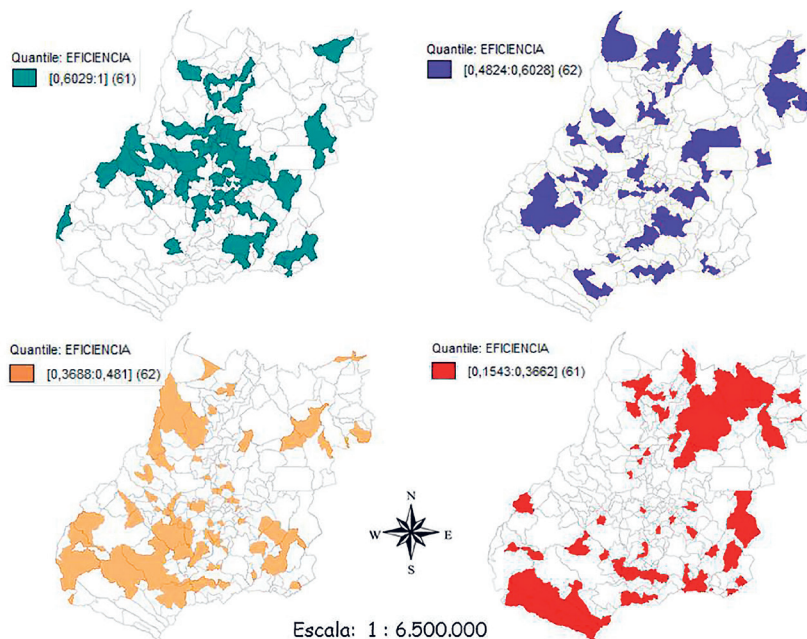 Quantile: EFICIENCIA
[0,6029:1] (61)
Quantile: EFICIENCIA
[0,4824:0,6028] (62)
Quantile: EFICIENCIA
[0,3688:0,481] (62)
Quantile: EFICIENCIA
[0,1543:0,3662] (61)
N
W E
S
Escala: 1 : 6.500.000